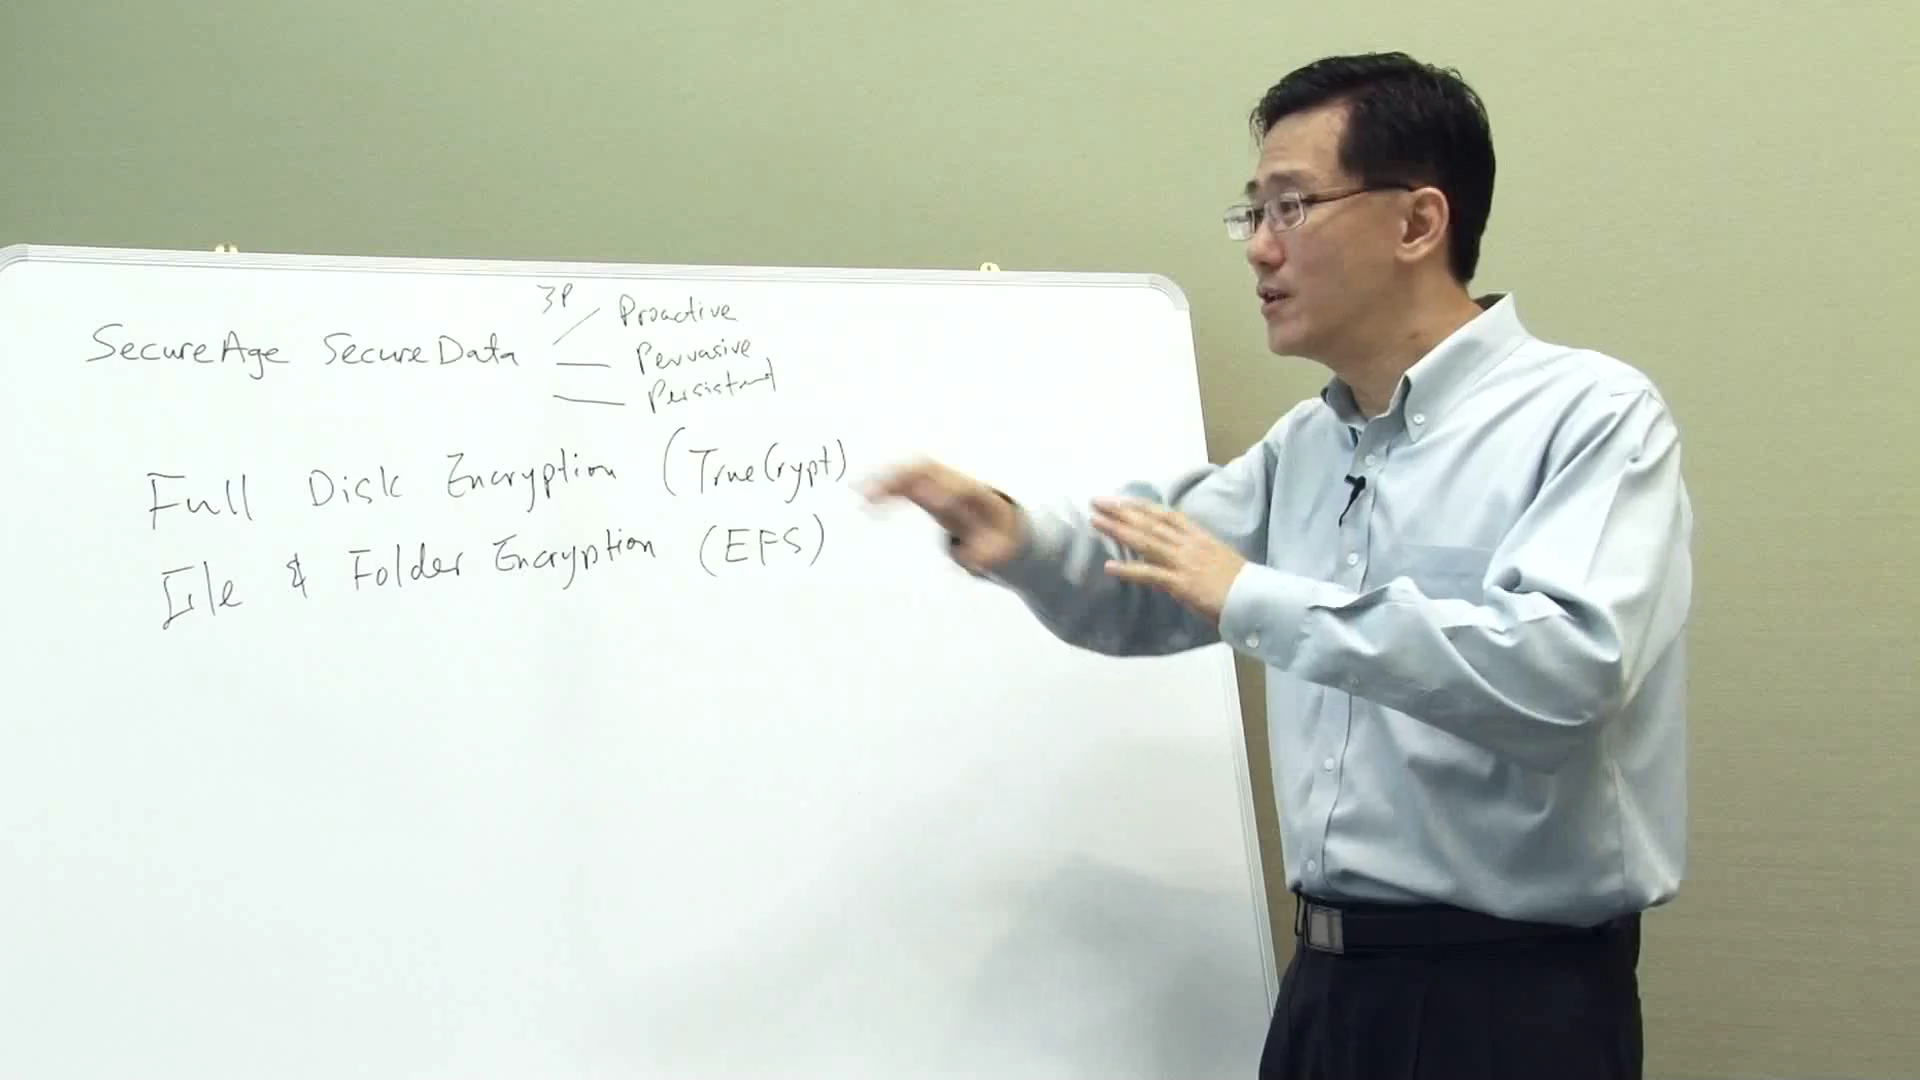 3P
SecureAge SecureData
Proactive
Pervasive
Persistent
Full Disk Encryption (TrueCrypt)
File & Folder Encryption (EFS)